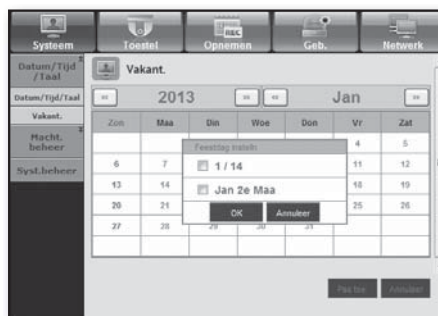 REC
Systeem Toestel Opnemen Geb. Netwerk
Datum/Tijd
/Taal
Vakant.
Datum/Tijd/Taal
2013 Jan
Vakant.
Zon Maa Din Woe Don Vr Zat
Macht.
beheer
4 5
Feestdag instelln
1 / 14
6 7 11 12
Syst.beheer
Jan 2e Maa
13 14 18 19
OK Annuleer
20 21 25 26
27 28 29 30 31
Pas toe Annuleer